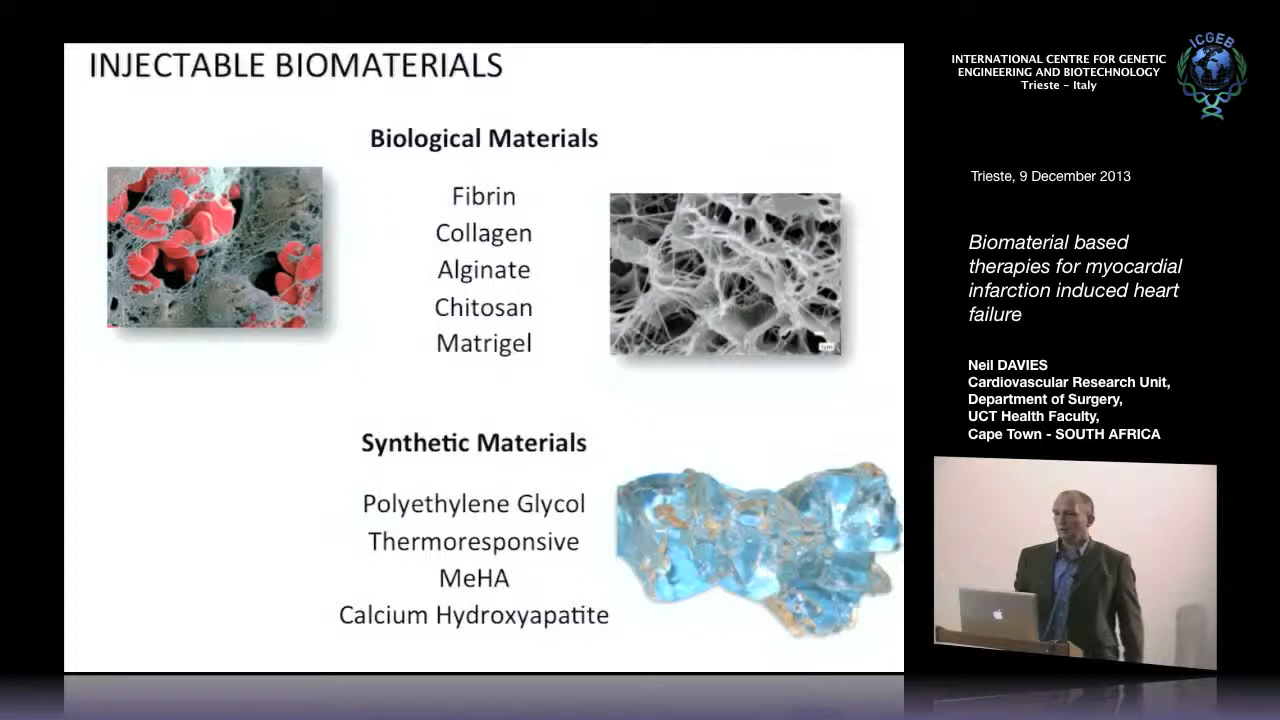 INJECTABLE BIOMATERIALS
Biological Materials
Fibrin
Collagen
Alginate
Chitosan
Matrigel
Synthetic Materials
Polyethylene Glycol
Thermoresponsive
MeHA
Calcium Hydroxyapatite
INTERNATIONAL CENTRE FOR GENETIC
ENGINEERING AND BIOTECHNOLOGY
Trieste - Italy
ICGEB
Trieste, 9 December 2013
Biomaterial based
therapies for myocardial
infarction induced heart
failure
Neil DAVIES
Cardiovascular Research Unit,
Department of Surgery,
UCT Health Faculty,
Cape Town - SOUTH AFRICA